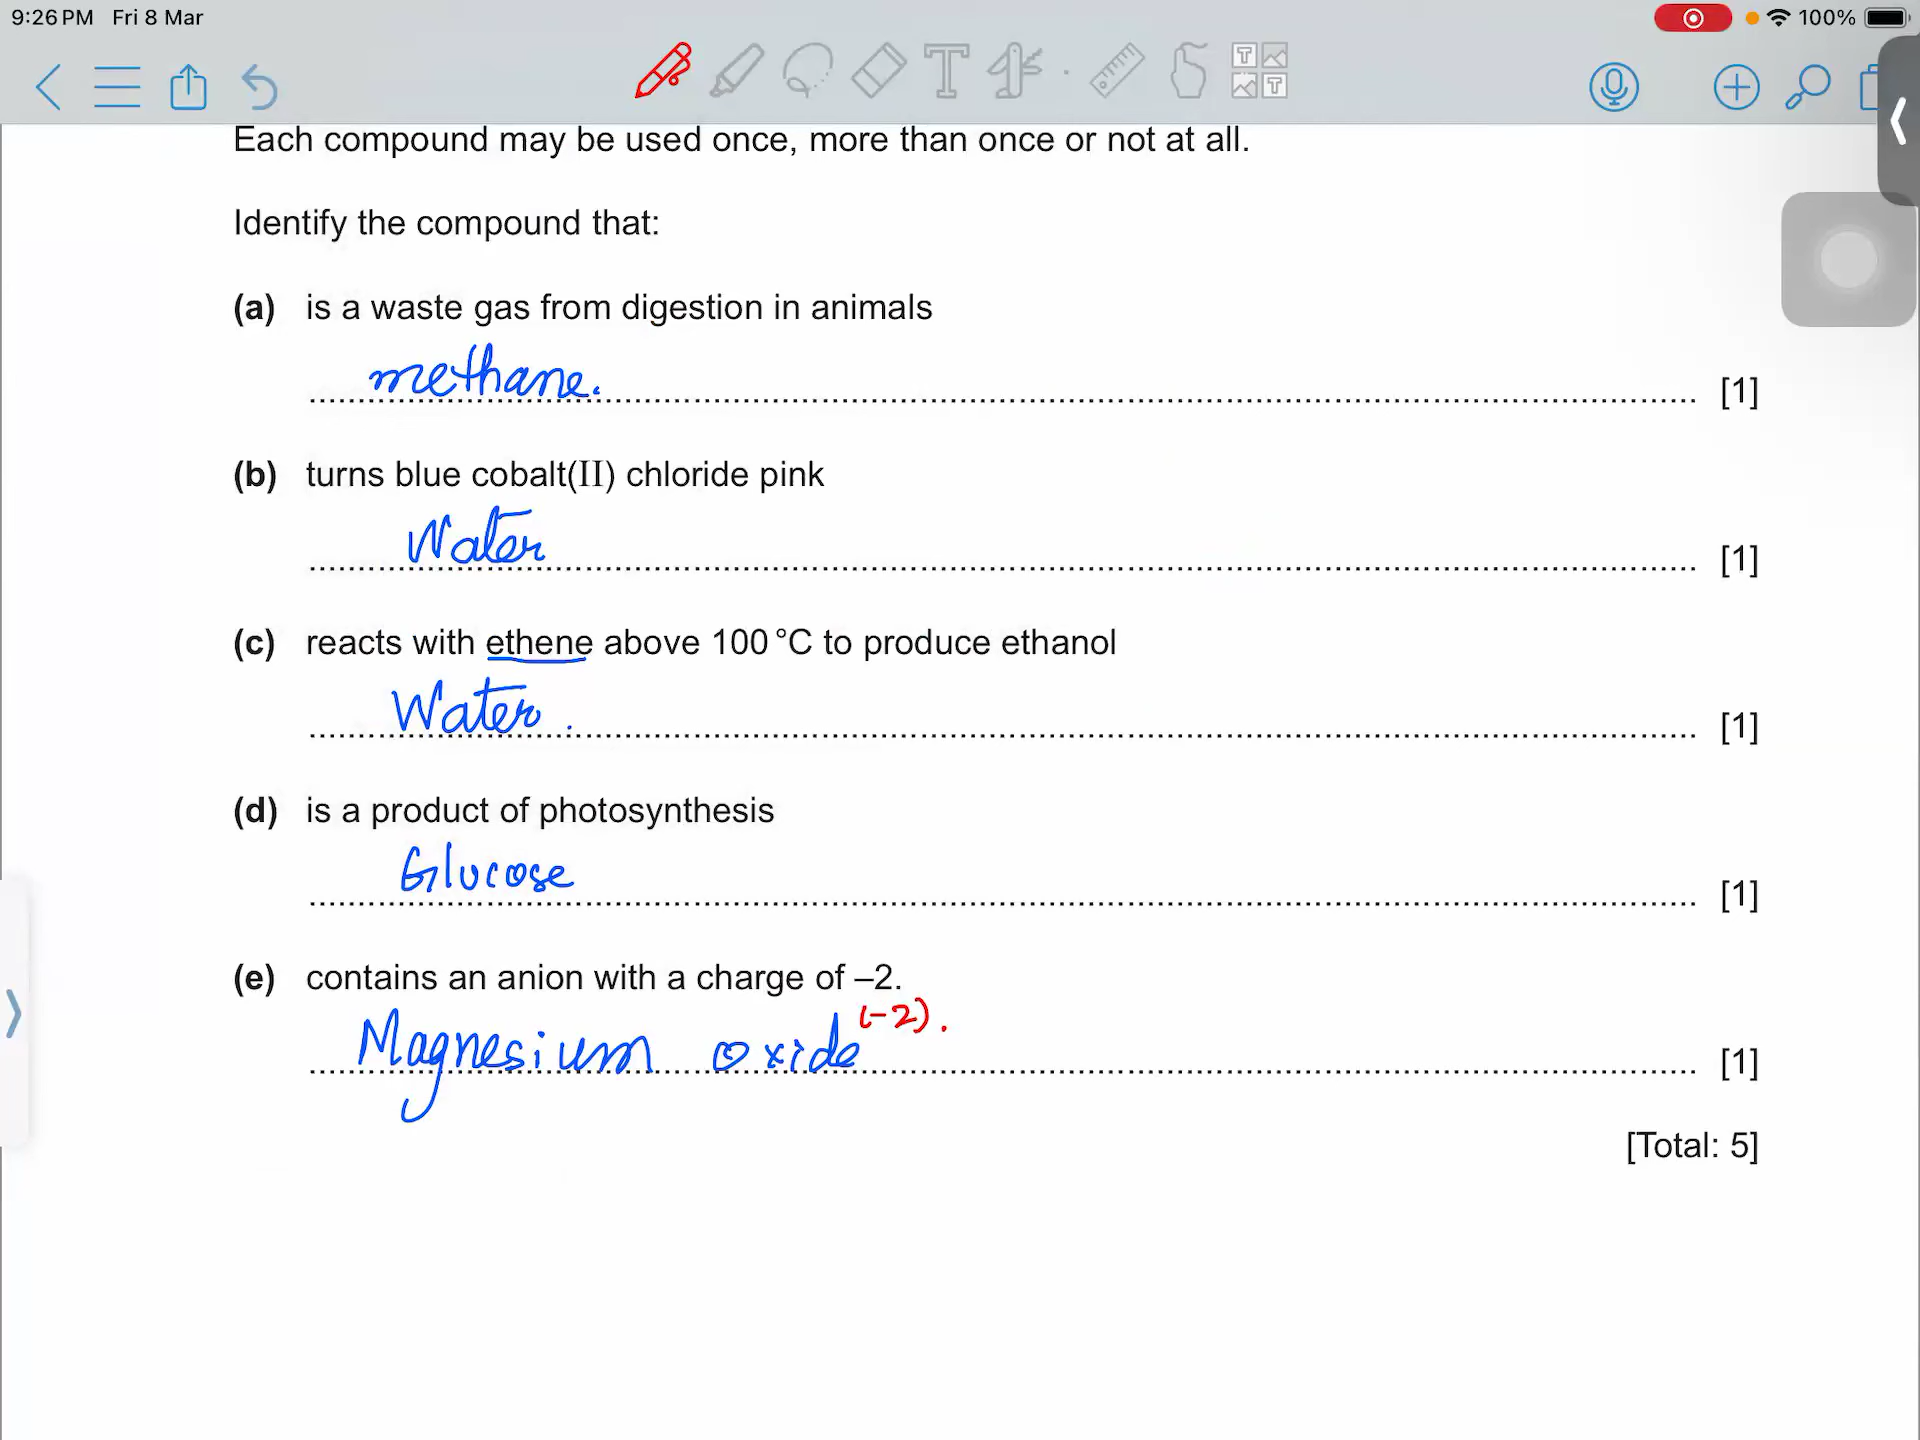 9:26 PM Fri 8 Mar 100%
Each compound may be used once, more than once or not at all.
Identify the compound that:
(a) is a waste gas from digestion in animals
methane. [1]
(b) turns blue cobalt(II) chloride pink
Water [1]
(c) reacts with ethene above 100 °C to produce ethanol
Water. [1]
(d) is a product of photosynthesis
Glucose [1]
(e) contains an anion with a charge of –2.
(-2).
Magnesium oxide [1]
[Total: 5]